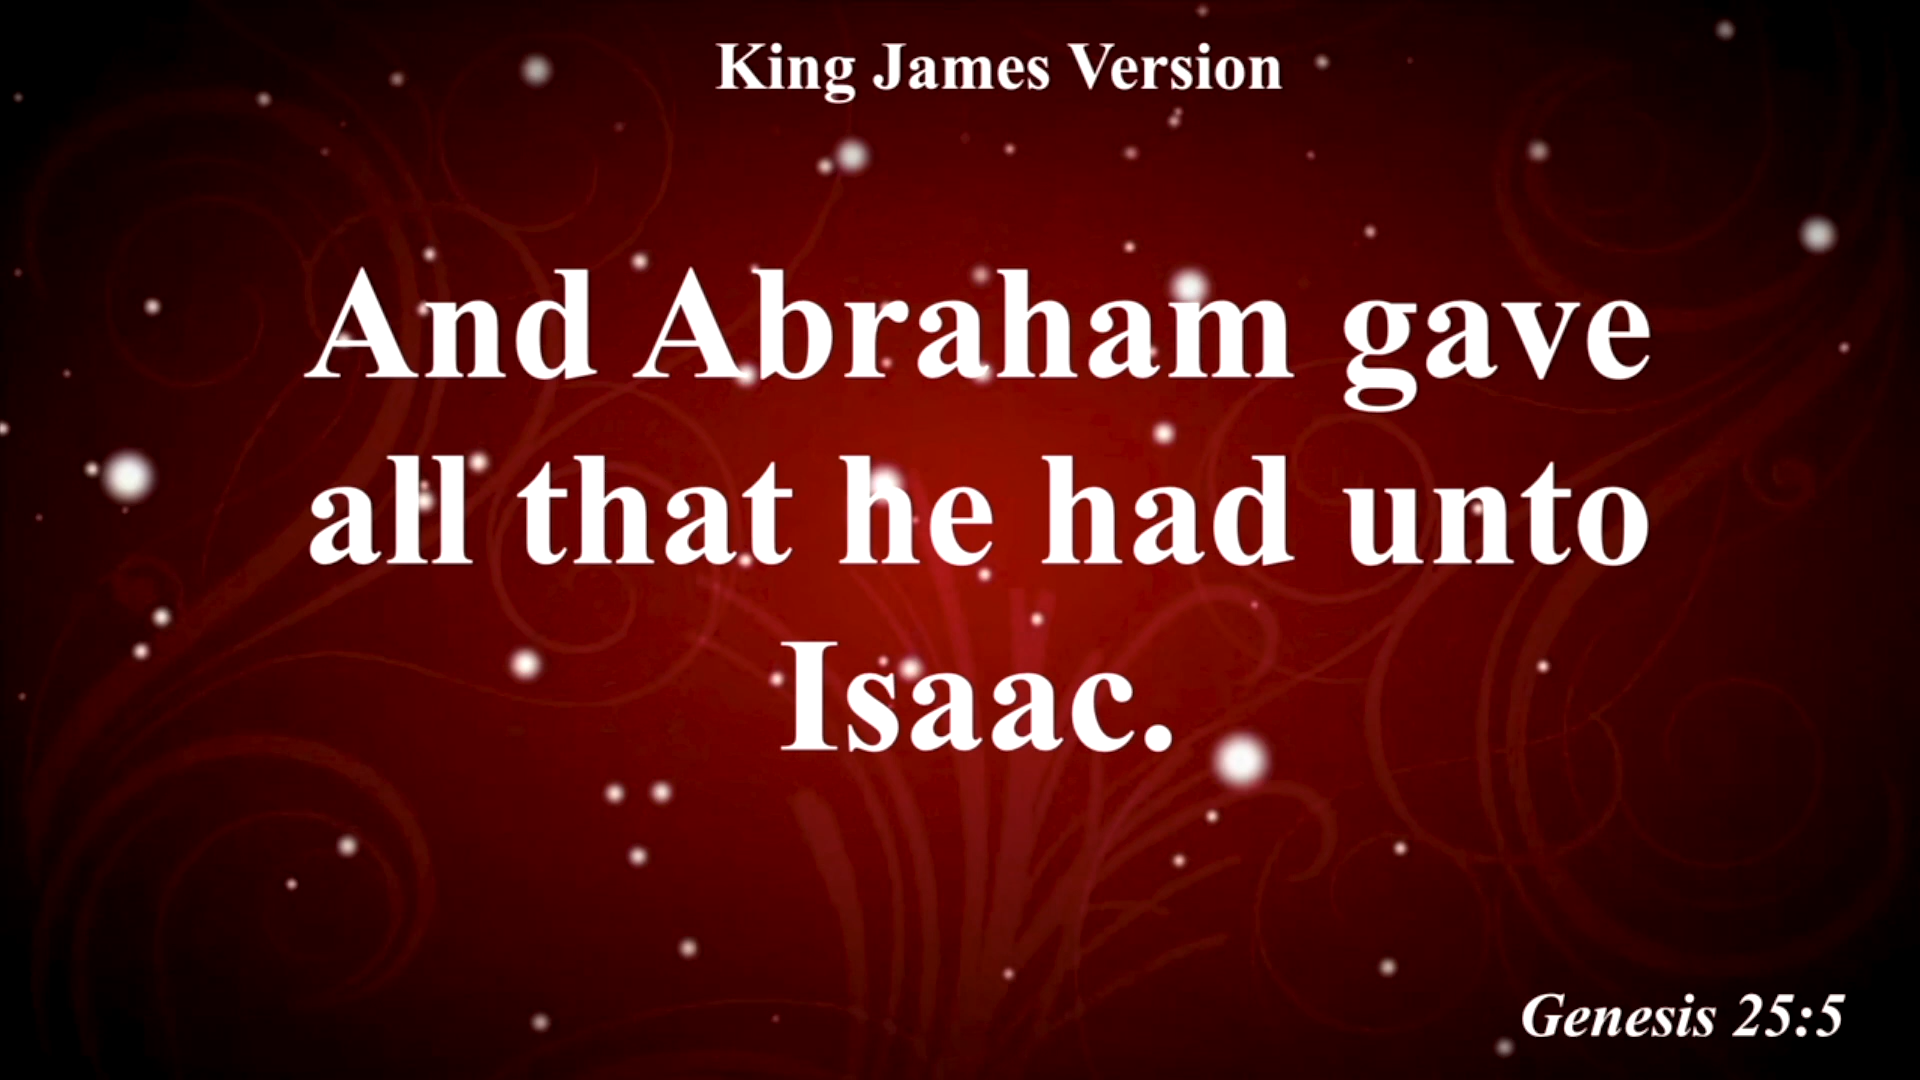 King James Version
And Abraham gave
all that he had unto
Isaac.
Genesis 25:5